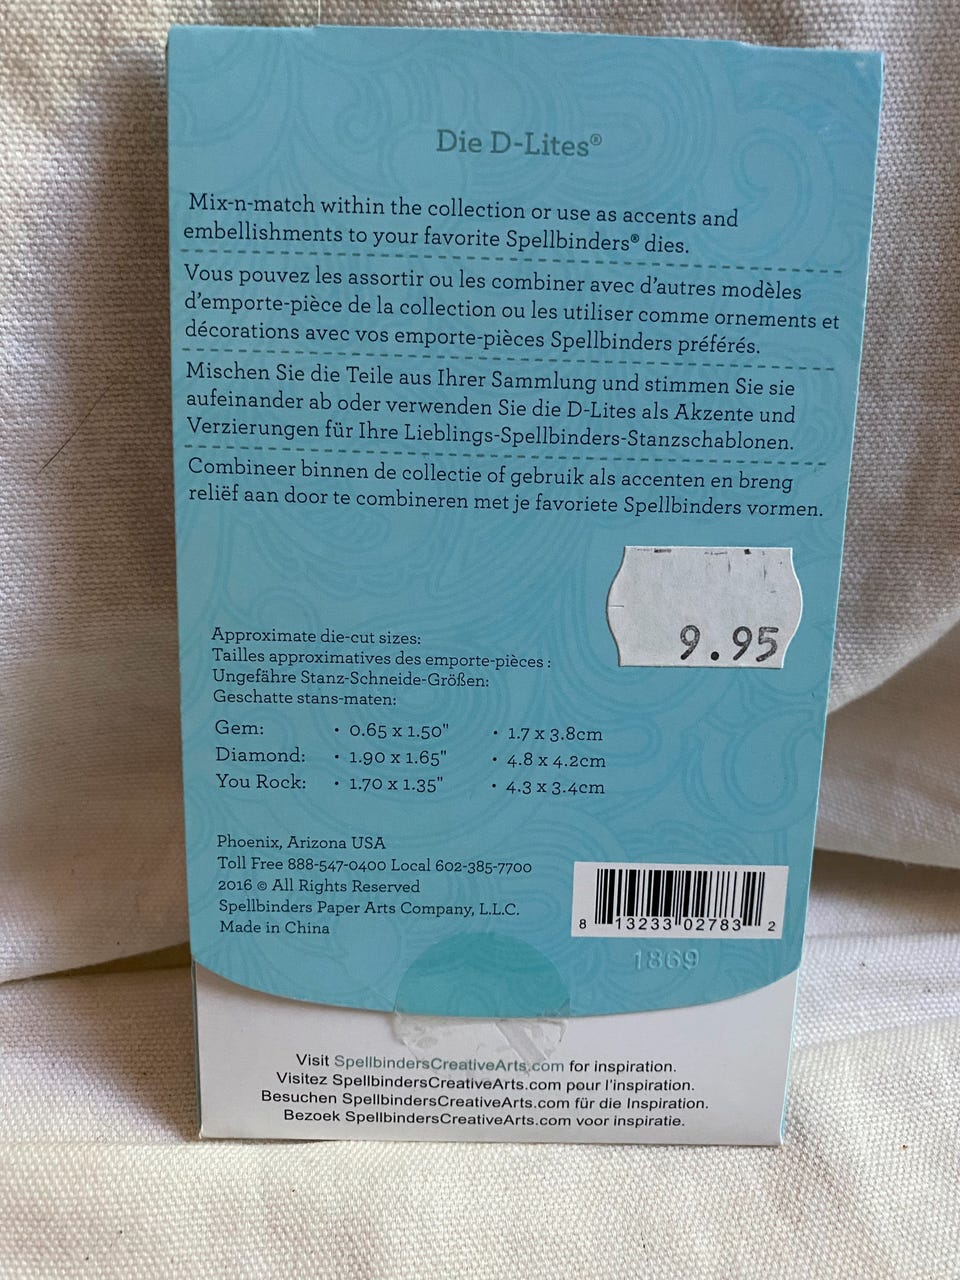 Die D-Lites®
Mix-n-match within the collection or use as accents and
embellishments to your favorite Spellbinders® dies.
Vous pouvez les assortir ou les combiner avec d'autres modèles
d'emporte-pièce de la collection ou les utiliser comme ornements et
décorations avec vos emporte-pièces Spellbinders préférés.
Mischen Sie die Teile aus Ihrer Sammlung und stimmen Sie sie
aufeinander ab oder verwenden Sie die D-Lites als Akzente und
Verzierungen für Ihre Lieblings-Spellbinders-Stanzschablonen.
Combineer binnen de collectie of gebruik als accenten en breng
reliëf aan door te combineren met je favoriete Spellbinders vormen.
9.95
Approximate die-cut sizes:
Tailles approximatives des emporte-pièces :
Ungefähre Stanz-Schneide-Größen:
Geschatte stans-maten:
Gem: • 0.65 x 1.50" • 1.7 x 3.8cm
Diamond: • 1.90 x 1.65" • 4.8 x 4.2cm
You Rock: • 1.70 x 1.35" • 4.3 x 3.4cm
Phoenix, Arizona USA
Toll Free 888-547-0400 Local 602-385-7700
2016 © All Rights Reserved
Spellbinders Paper Arts Company, L.L.C.
Made in China
8 13233 02783 2
1869
Visit SpellbindersCreativeArts.com for inspiration.
Visitez SpellbindersCreativeArts.com pour l'inspiration.
Besuchen SpellbindersCreativeArts.com für die Inspiration.
Bezoek SpellbindersCreativeArts.com voor inspiratie.